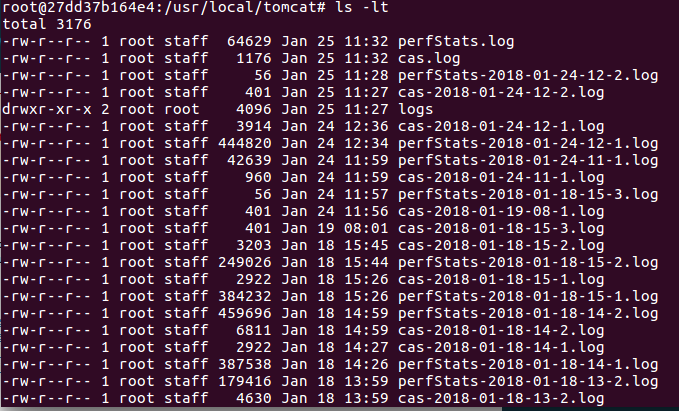 root@27dd37b164e4:/usr/local/tomcat# ls -lt
total 3176
-rw-r--r-- 1 root staff  64629 Jan 25 11:32 perfStats.log
-rw-r--r-- 1 root staff   1176 Jan 25 11:32 cas.log
-rw-r--r-- 1 root staff     56 Jan 25 11:28 perfStats-2018-01-24-12-2.log
-rw-r--r-- 1 root staff    401 Jan 25 11:27 cas-2018-01-24-12-2.log
drwxr-xr-x 2 root root    4096 Jan 25 11:27 logs
-rw-r--r-- 1 root staff   3914 Jan 24 12:36 cas-2018-01-24-12-1.log
-rw-r--r-- 1 root staff 444820 Jan 24 12:34 perfStats-2018-01-24-12-1.log
-rw-r--r-- 1 root staff  42639 Jan 24 11:59 perfStats-2018-01-24-11-1.log
-rw-r--r-- 1 root staff    960 Jan 24 11:59 cas-2018-01-24-11-1.log
-rw-r--r-- 1 root staff     56 Jan 24 11:57 perfStats-2018-01-18-15-3.log
-rw-r--r-- 1 root staff    401 Jan 24 11:56 cas-2018-01-19-08-1.log
-rw-r--r-- 1 root staff    401 Jan 19 08:01 cas-2018-01-18-15-3.log
-rw-r--r-- 1 root staff   3203 Jan 18 15:45 cas-2018-01-18-15-2.log
-rw-r--r-- 1 root staff 249026 Jan 18 15:44 perfStats-2018-01-18-15-2.log
-rw-r--r-- 1 root staff   2922 Jan 18 15:26 cas-2018-01-18-15-1.log
-rw-r--r-- 1 root staff 384232 Jan 18 15:26 perfStats-2018-01-18-15-1.log
-rw-r--r-- 1 root staff 459696 Jan 18 14:59 perfStats-2018-01-18-14-2.log
-rw-r--r-- 1 root staff   6811 Jan 18 14:59 cas-2018-01-18-14-2.log
-rw-r--r-- 1 root staff   2922 Jan 18 14:27 cas-2018-01-18-14-1.log
-rw-r--r-- 1 root staff 387538 Jan 18 14:26 perfStats-2018-01-18-14-1.log
-rw-r--r-- 1 root staff 179416 Jan 18 13:59 perfStats-2018-01-18-13-2.log
-rw-r--r-- 1 root staff   4630 Jan 18 13:59 cas-2018-01-18-13-2.log